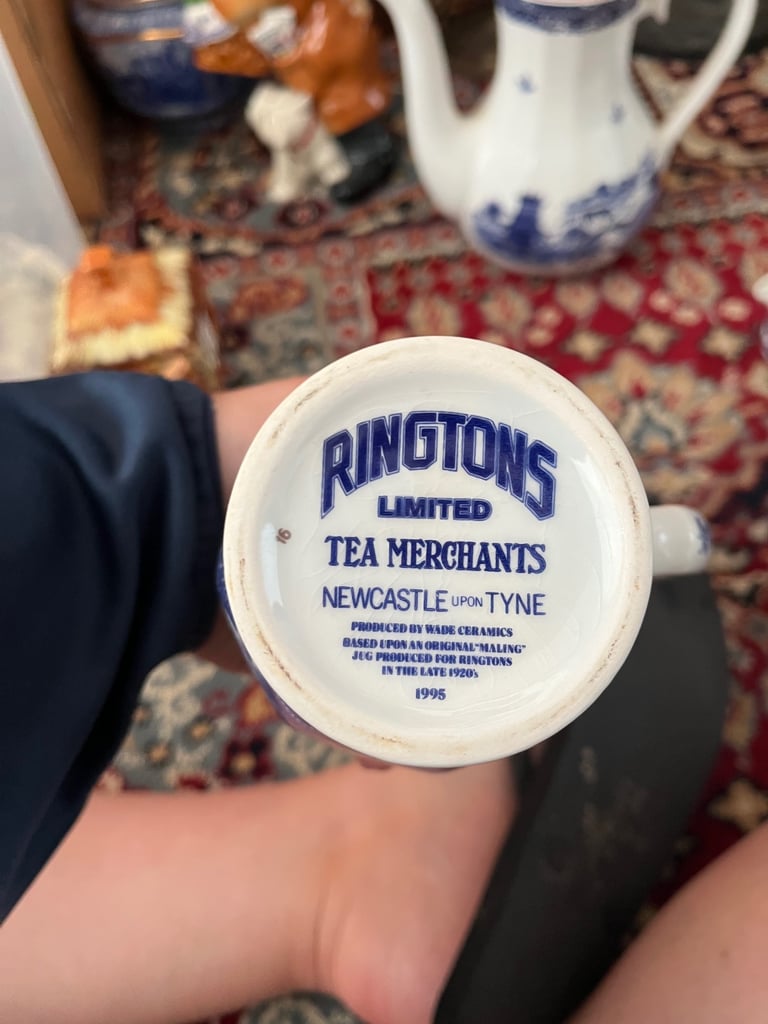 RINGTONS
LIMITED
TEA MERCHANTS
NEWCASTLE UPON TYNE
PRODUCED BY WADE CERAMICS
BASED UPON AN ORIGINAL "MALING"
JUG PRODUCED FOR RINGTONS
IN THE LATE 1920's
1995
16